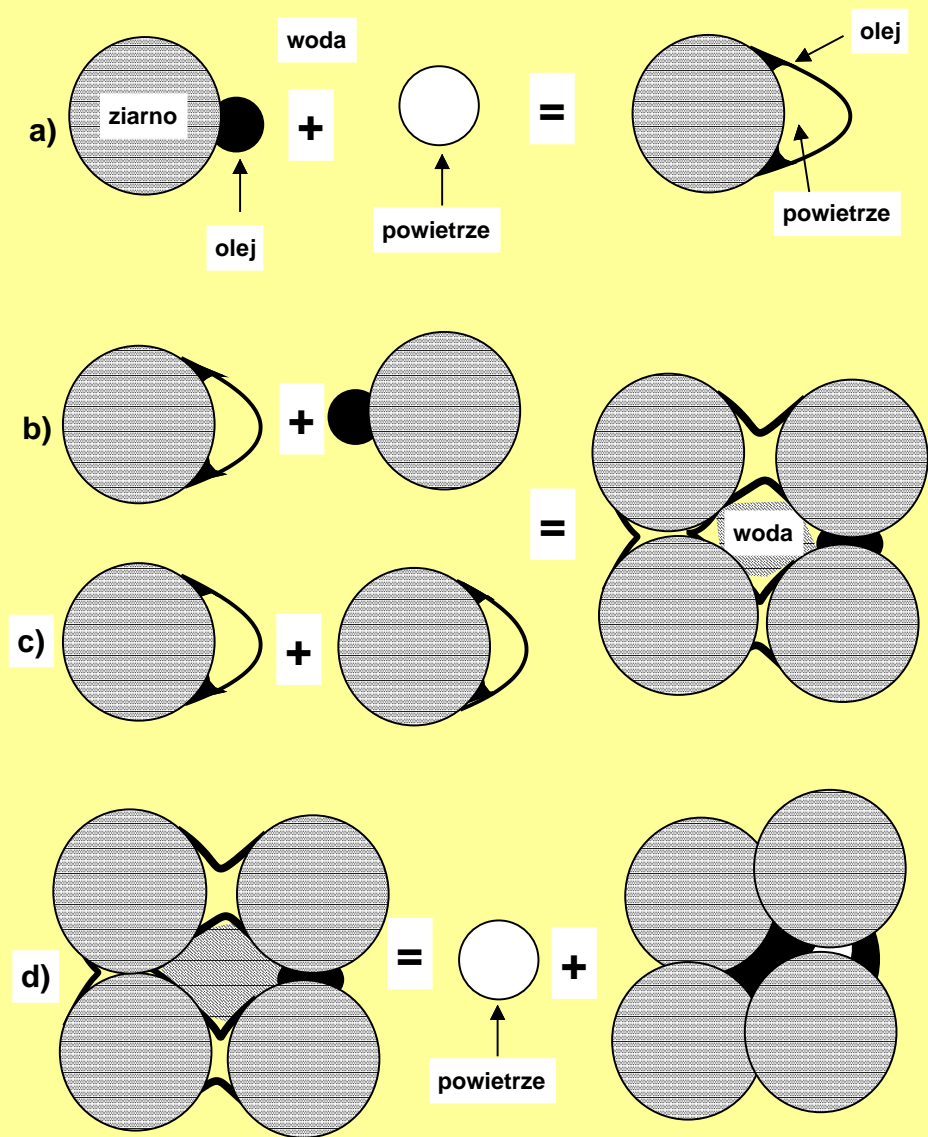 woda
olej
a) ziarno + = 
powietrze
powietrze
olej
b) +
= woda
c) +
d) = +
powietrze